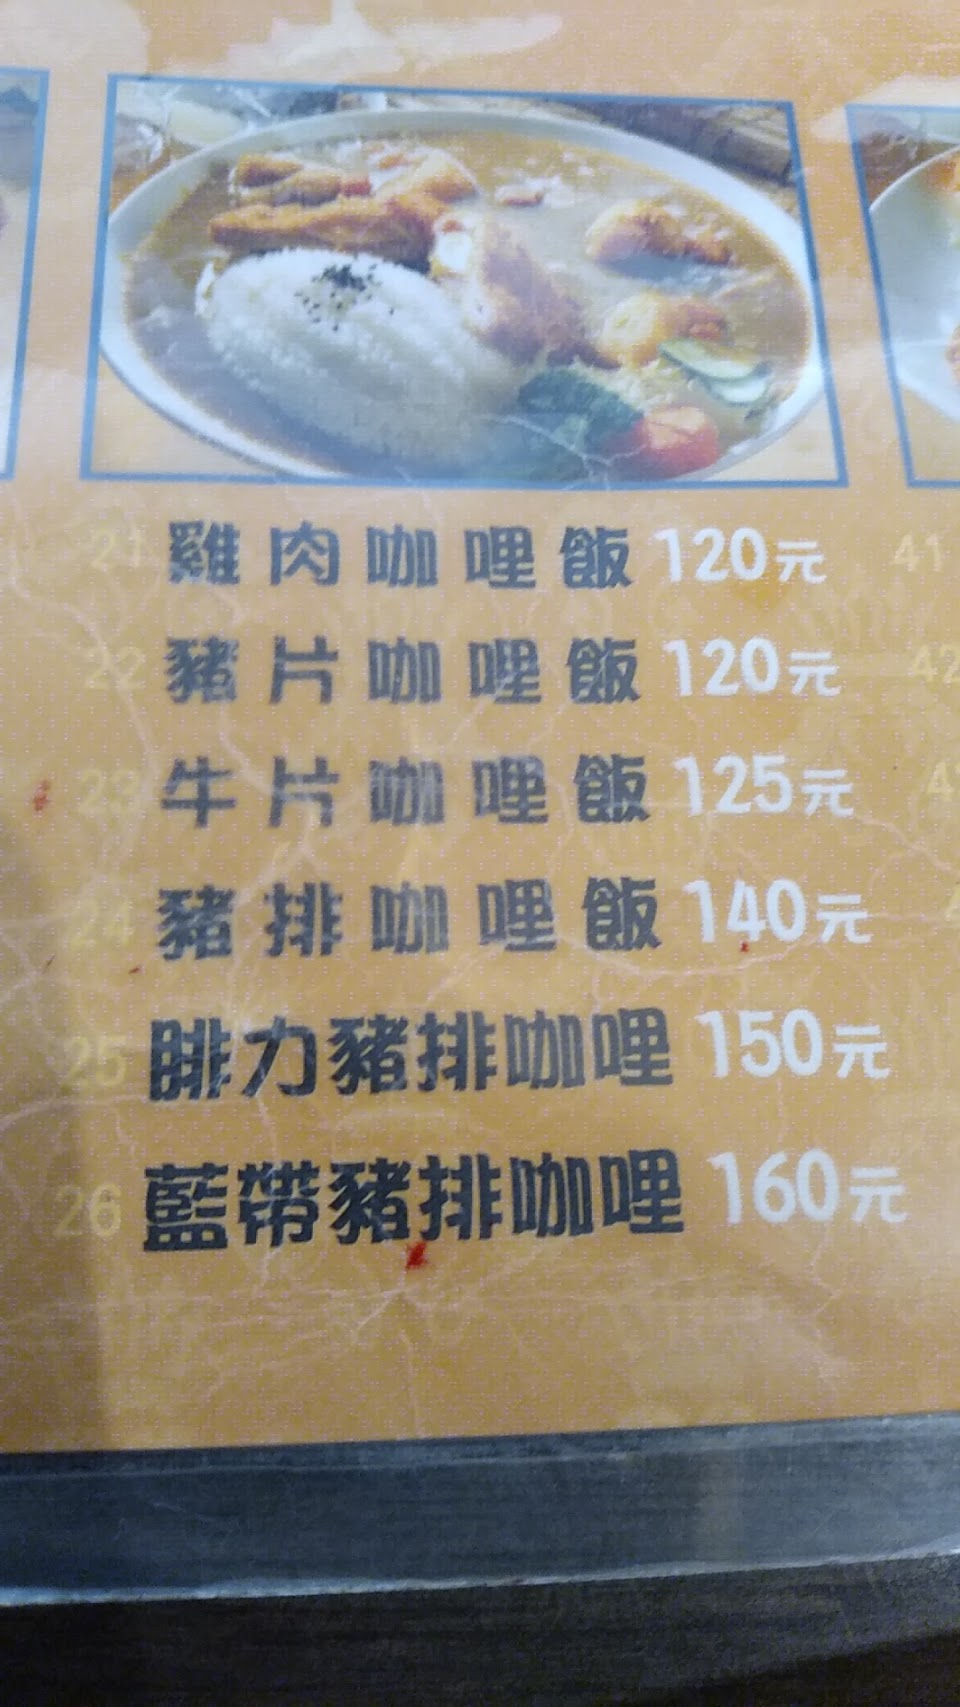 21 雞肉咖哩飯 120元
41
22 豬片咖哩飯 120元
42
23 牛片咖哩飯 125元
24 豬排咖哩飯 140元
25 腓力豬排咖哩 150元
26 藍帶豬排咖哩 160元